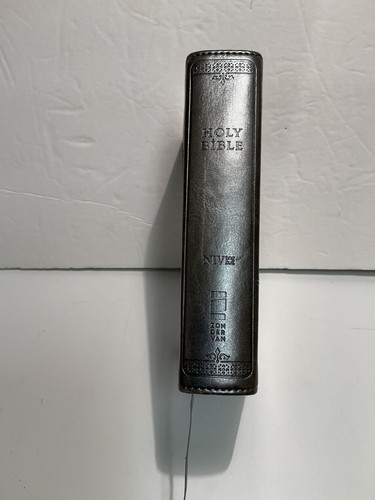 HOLY
BIBLE
NIV
ZON
DER
VAN